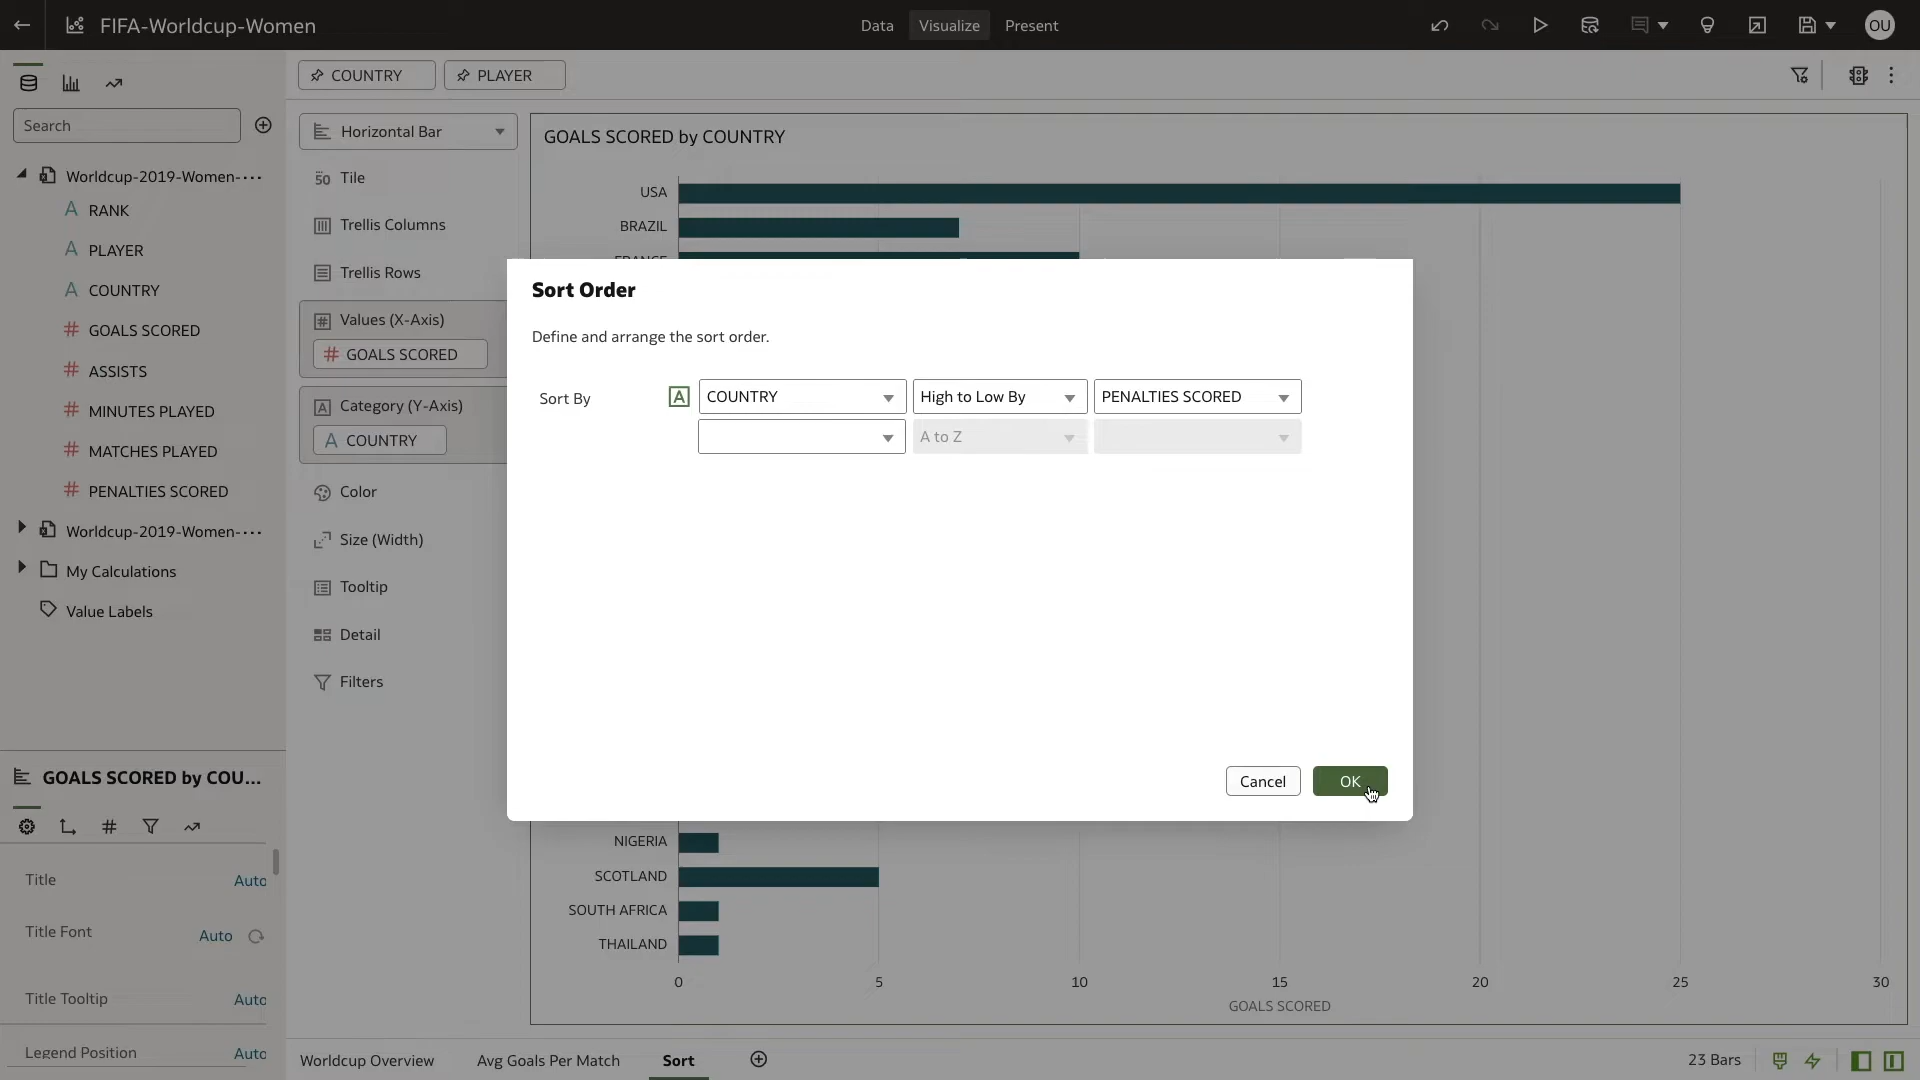 FIFA-Worldcup-Women
Data Visualize Present
OU
COUNTRY
PLAYER
Search
Worldcup-2019-Women-···
RANK
PLAYER
COUNTRY
GOALS SCORED
ASSISTS
MINUTES PLAYED
MATCHES PLAYED
PENALTIES SCORED
Worldcup-2019-Women-···
My Calculations
Value Labels
GOALS SCORED by COU...
Title Auto
Title Font Auto
Title Tooltip Auto
Legend Position Auto
Horizontal Bar
Tile
Trellis Columns
Trellis Rows
Values (X-Axis)
GOALS SCORED
Category (Y-Axis)
COUNTRY
Color
Size (Width)
Tooltip
Detail
Filters
GOALS SCORED by COUNTRY
USA
BRAZIL
FRANCE
Sort Order
Define and arrange the sort order.
Sort By A COUNTRY High to Low By PENALTIES SCORED
A to Z
Cancel OK
NIGERIA
SCOTLAND
SOUTH AFRICA
THAILAND
0 5 10 15 20 25 30
GOALS SCORED
Worldcup Overview Avg Goals Per Match Sort
23 Bars